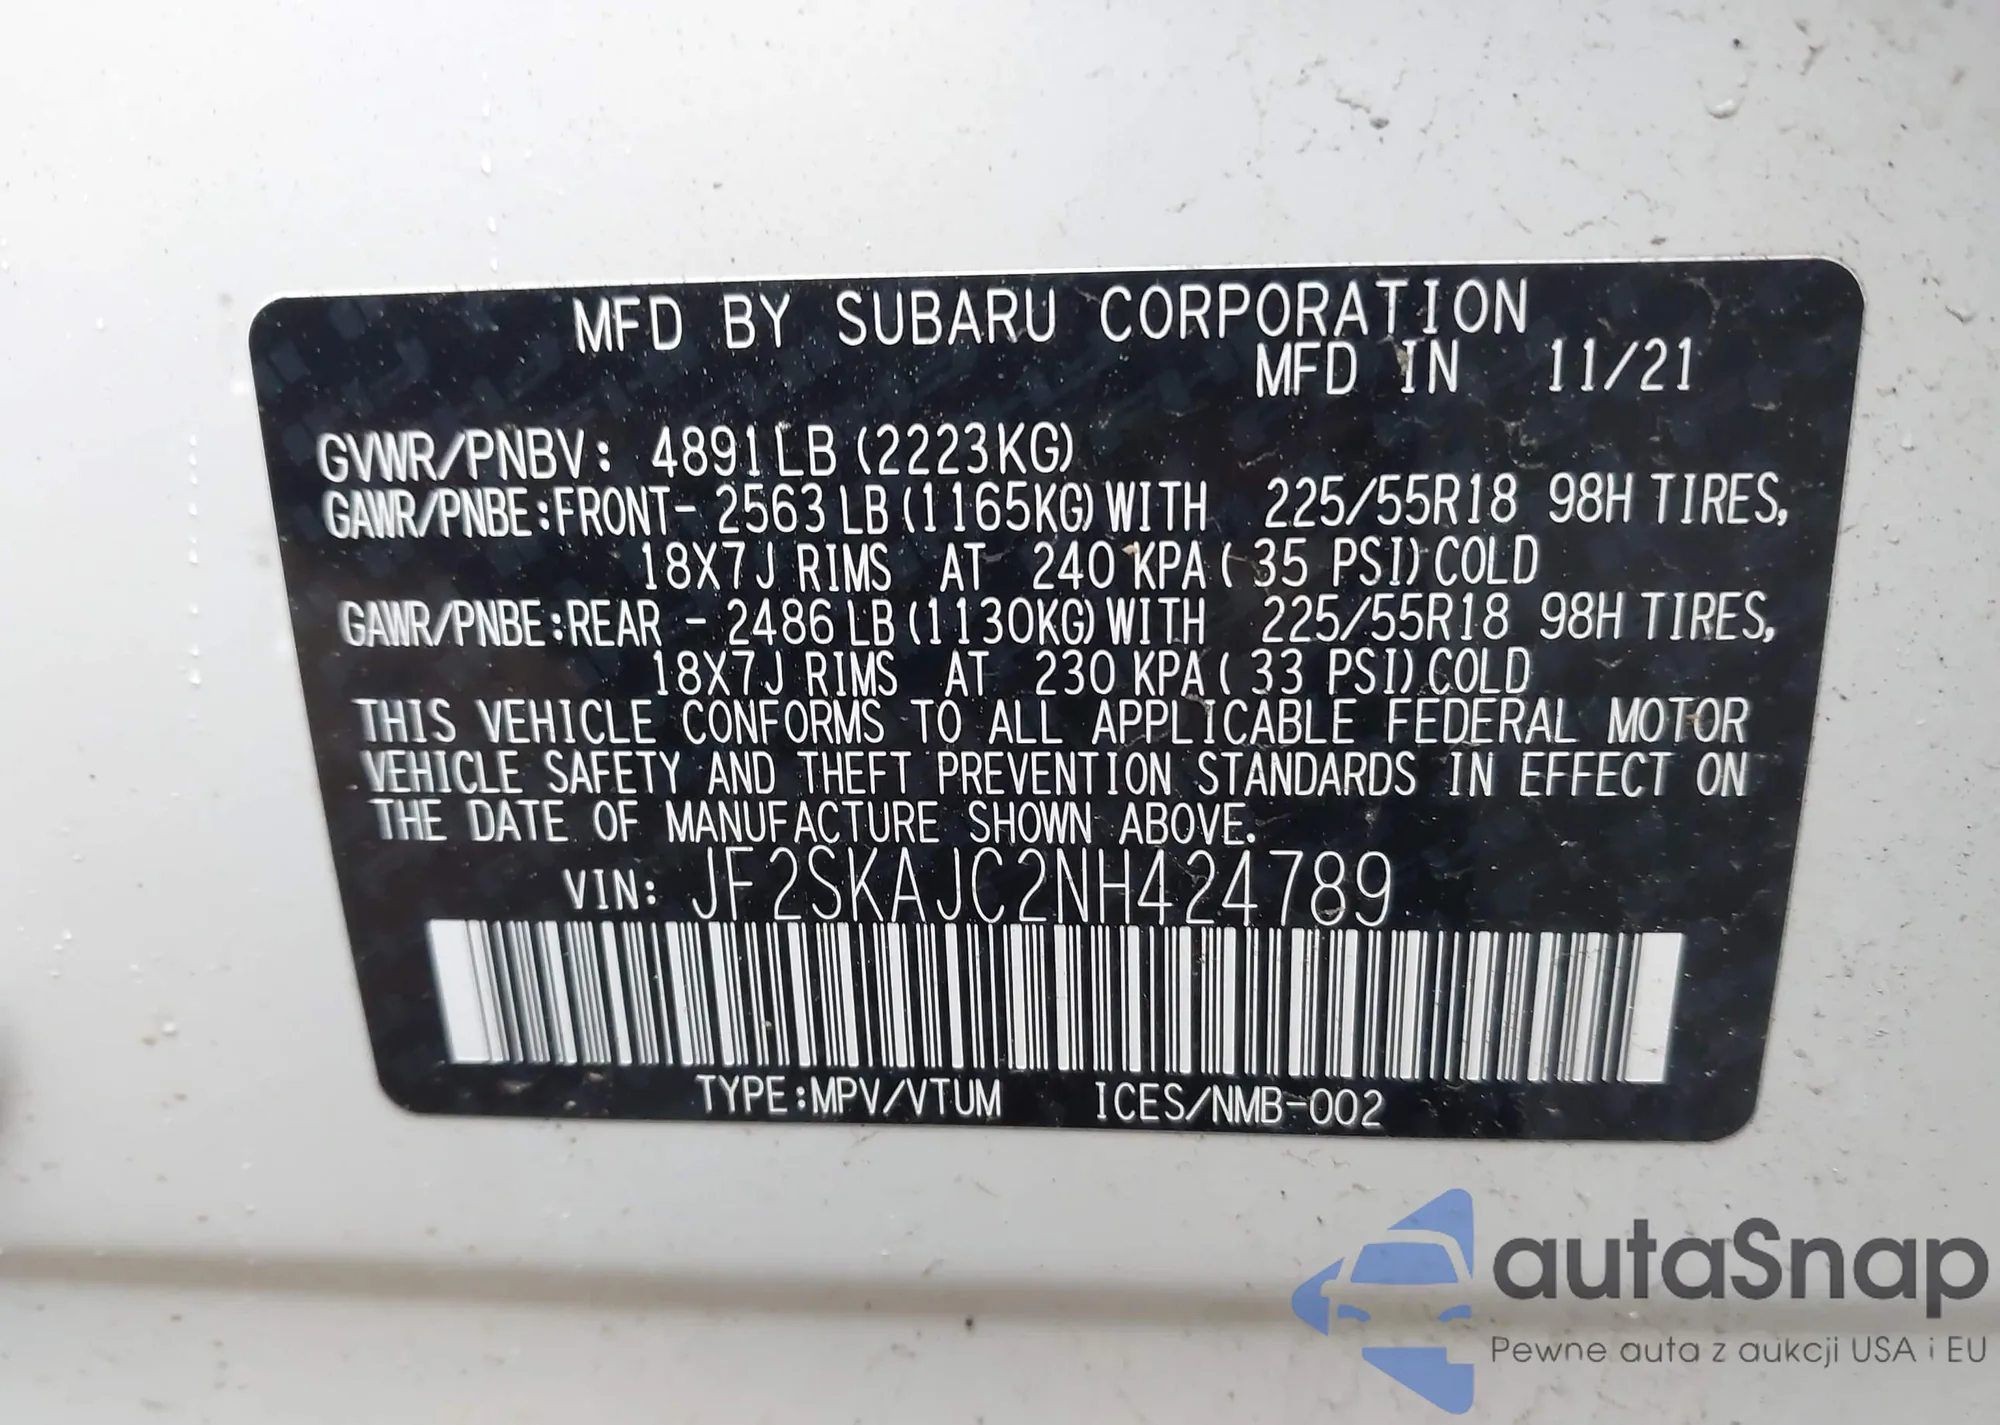 MFD BY SUBARU CORPORATION
MFD IN 11/21
GVWR/PNBV: 4891LB (2223KG)
GAWR/PNBE:FRONT- 2563 LB (1165KG) WITH 225/55R18 98H TIRES,
18X7J RIMS AT 240 KPA ( 35 PSI) COLD
GAWR/PNBE:REAR - 2486 LB (1130KG) WITH 225/55R18 98H TIRES,
18X7J RIMS AT 230 KPA ( 33 PSI) COLD
THIS VEHICLE CONFORMS TO ALL APPLICABLE FEDERAL MOTOR
VEHICLE SAFETY AND THEFT PREVENTION STANDARDS IN EFFECT ON
THE DATE OF MANUFACTURE SHOWN ABOVE.
VIN: JF2SKAJC2NH424789
TYPE:MPV/VTUM ICES/NMB-002
autaSnap
Pewne auta z aukcji USA i EU